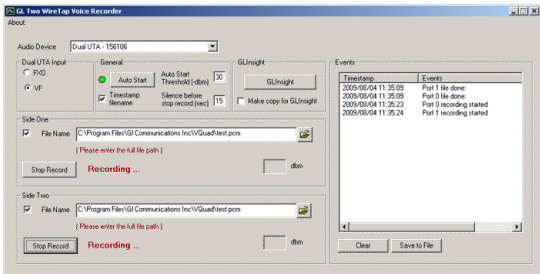 GL Two WireTap Voice Recorder
About
Audio Device Dual UTA - 156106
Dual UTA Input
FXO
VF
General
Auto Start
Auto Start Threshold (-dbm) 30
Timestamp filename
Silence before stop record (sec) 15
GLInsight
GLInsight
Make copy for GLInsight
Events
Timestamp Events
2009/08/04 11:35:09 Port 1 file done:
2009/08/04 11:35:09 Port 0 file done:
2009/08/04 11:35:23 Port 0 recording started
2009/08/04 11:35:24 Port 1 recording started
Side One
File Name C:\Program Files\Gl Communications Inc\VQuad\test.pcm
( Please enter the full file path )
Stop Record Recording ... dbm
Side Two
File Name C:\Program Files\Gl Communications Inc\VQuad\test.pcm
( Please enter the full file path )
Stop Record Recording ... dbm
Clear Save to File